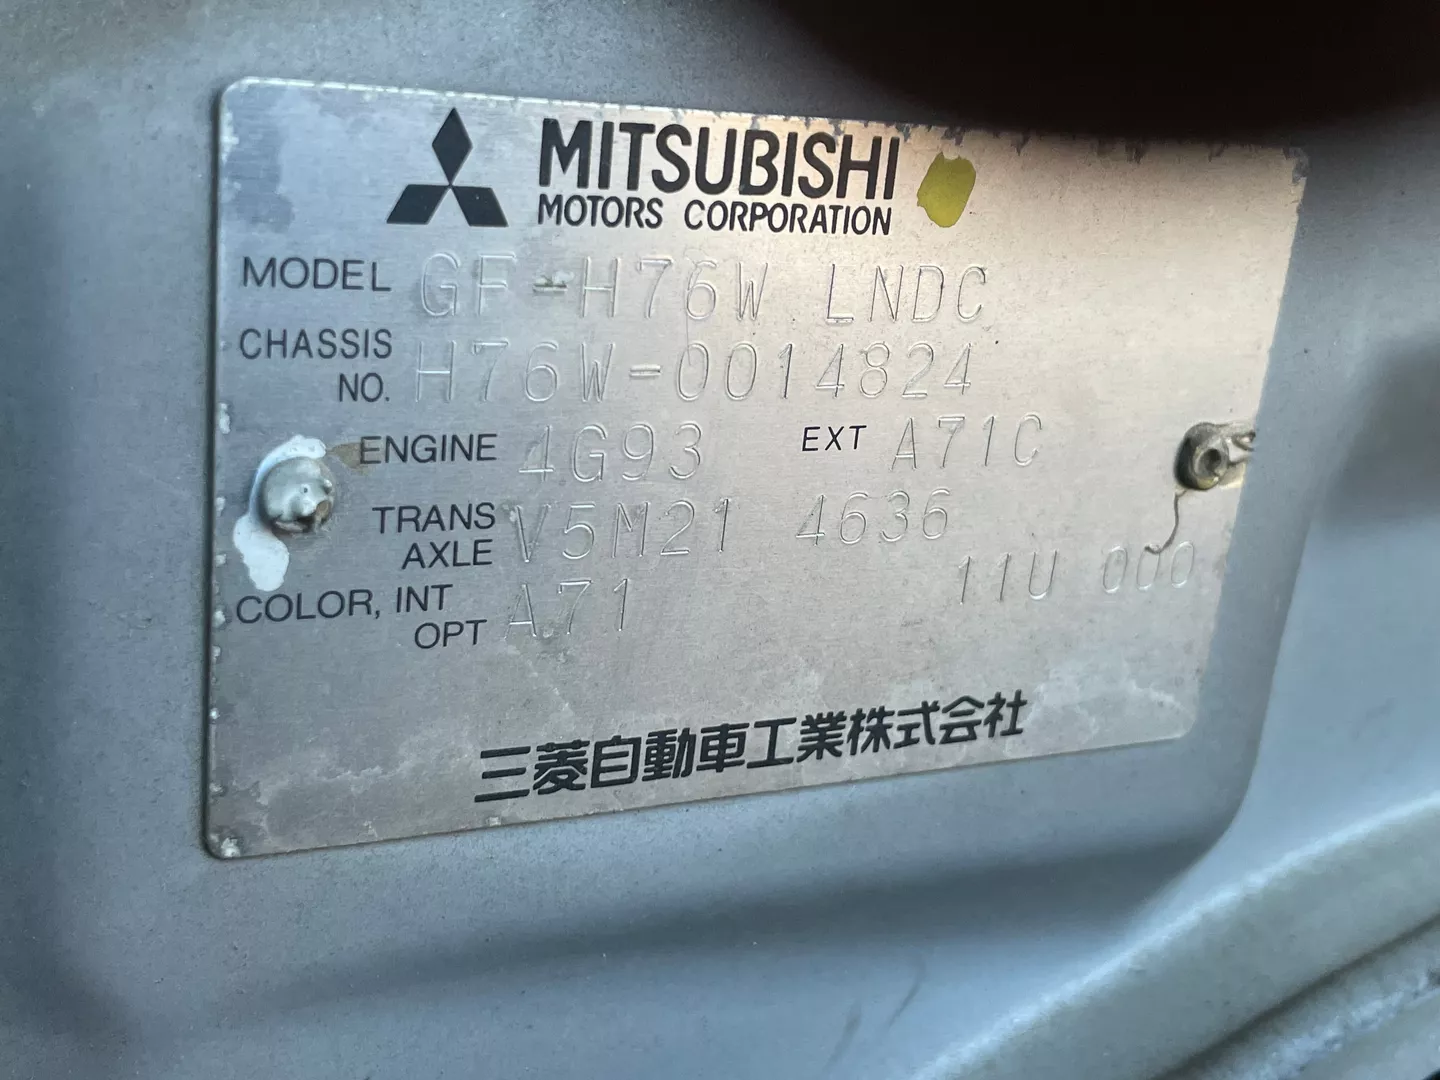 MITSUBISHI
MOTORS CORPORATION
MODEL GF-H76W LNDC
CHASSIS NO. H76W-0014824
ENGINE 4G93 EXT A71C
TRANS AXLE V5M21 4636
COLOR, INT OPT A71 11U 000
三菱自動車工業株式会社